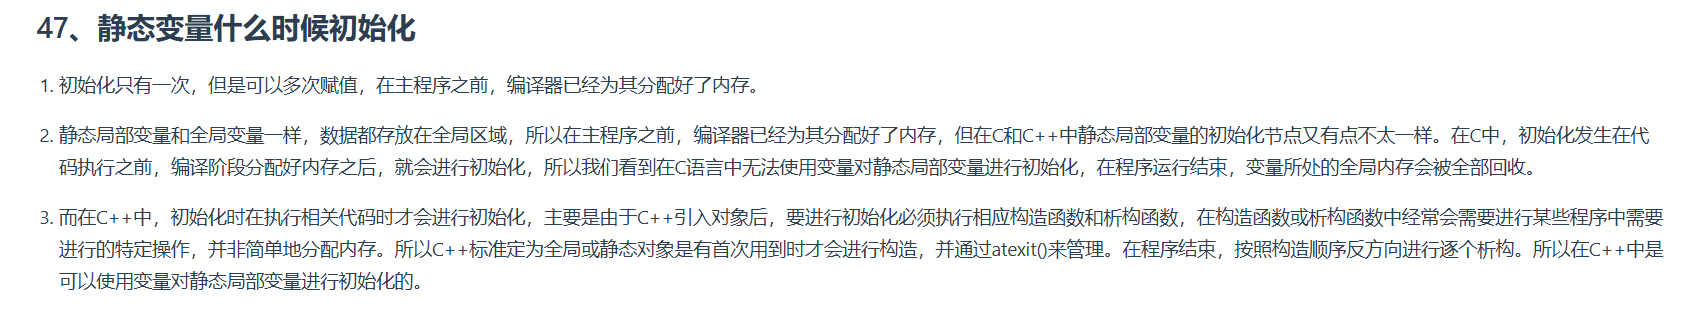 47、静态变量什么时候初始化
1. 初始化只有一次，但是可以多次赋值，在主程序之前，编译器已经为其分配好了内存。
2. 静态局部变量和全局变量一样，数据都存放在全局区域，所以在主程序之前，编译器已经为其分配好了内存，但在C和C++中静态局部变量的初始化节点又有点不太一样。在C中，初始化发生在代
码执行之前，编译阶段分配好内存之后，就会进行初始化，所以我们看到在C语言中无法使用变量对静态局部变量进行初始化，在程序运行结束，变量所处的全局内存会被全部回收。
3. 而在C++中，初始化时在执行相关代码时才会进行初始化，主要是由于C++引入对象后，要进行初始化必须执行相应构造函数和析构函数，在构造函数或析构函数中经常会需要进行某些程序中需要
进行的特定操作，并非简单地分配内存。所以C++标准定为全局或静态对象是有首次用到时才会进行构造，并通过atexit()来管理。在程序结束，按照构造顺序反方向进行逐个析构。所以在C++中是
可以使用变量对静态局部变量进行初始化的。